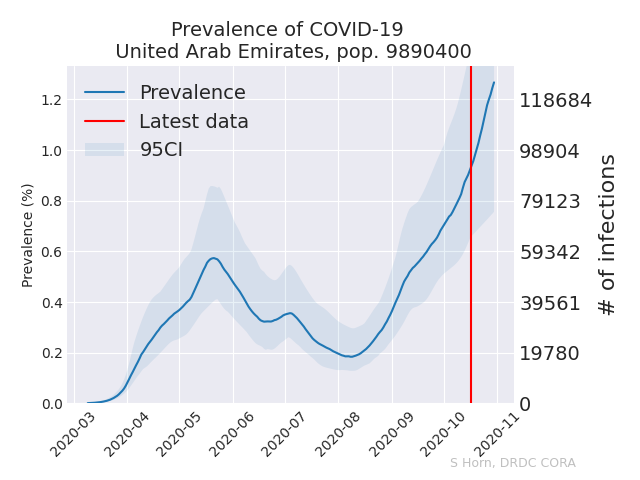 Prevalence of COVID-19
United Arab Emirates, pop. 9890400
Prevalence
Latest data
95CI
Prevalence (%)
1.2
1.0
0.8
0.6
0.4
0.2
0.0
118684
98904
79123
59342
39561
19780
0
# of infections
2020-03
2020-04
2020-05
2020-06
2020-07
2020-08
2020-09
2020-10
2020-11
S Horn, DRDC CORA